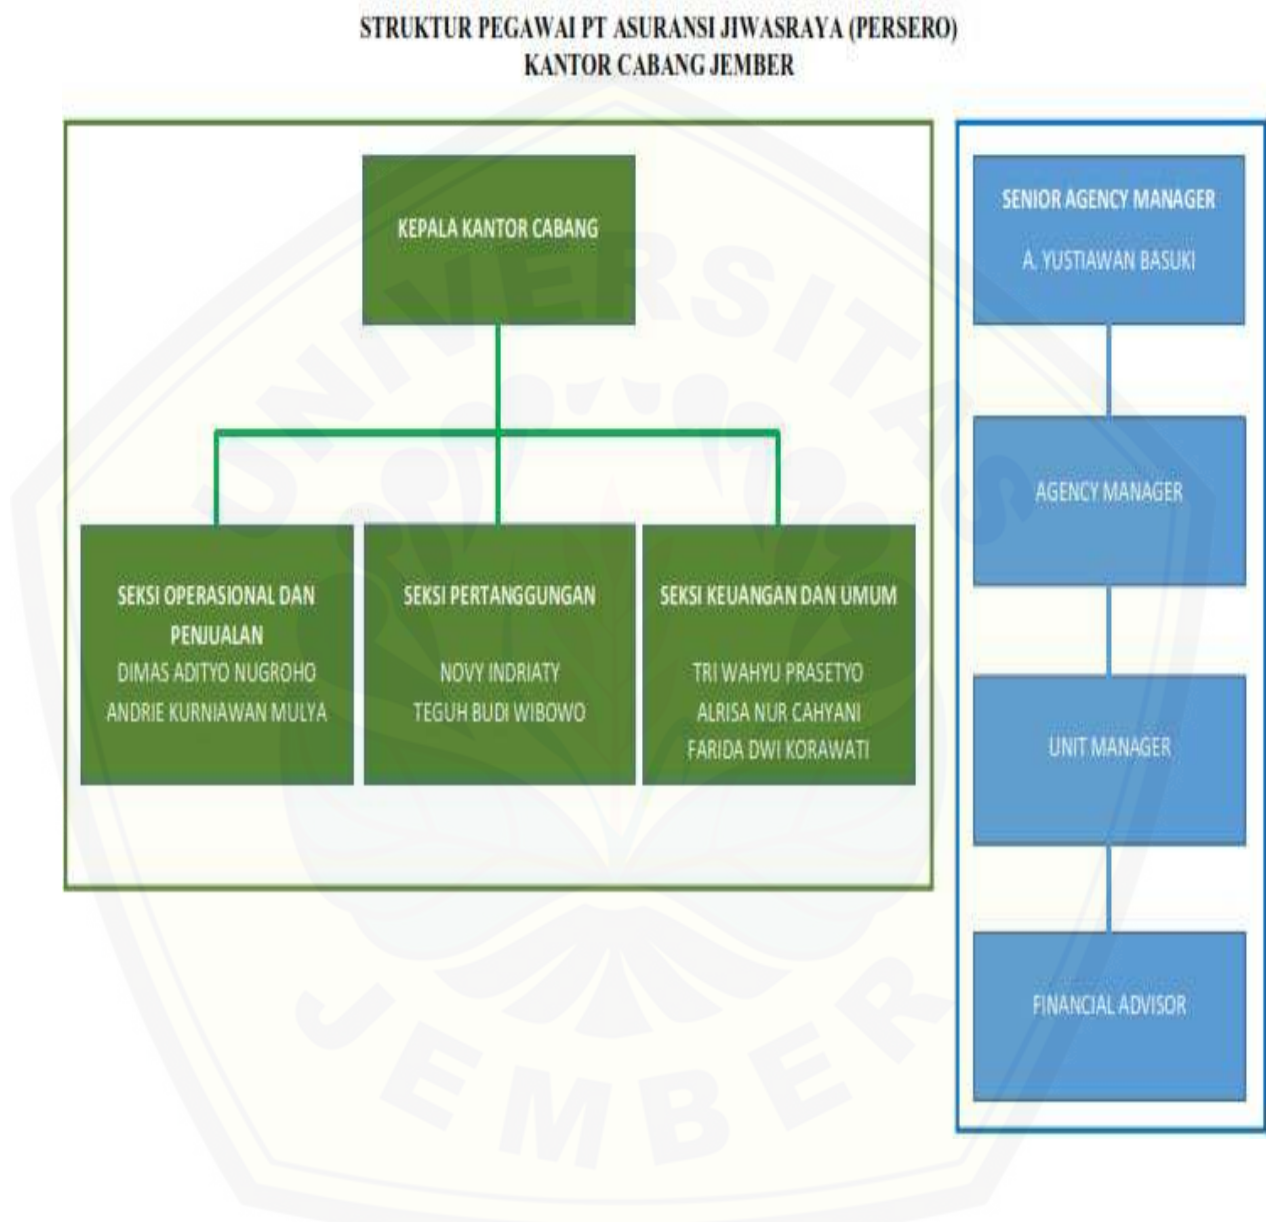 STRUKTUR PEGAWAI PT ASURANSI JIWASRAYA (PERSERO)
KANTOR CABANG JEMBER
KEPALA KANTOR CABANG
SEKSI OPERASIONAL DAN
PENJUALAN
DIMAS ADITYO NUGROHO
ANDRIE KURNIAWAN MULYA
SEKSI PERTANGGUNGAN
NOVY INDRIATY
TEGUH BUDI WIBOWO
SEKSI KEUANGAN DAN UMUM
TRI WAHYU PRASETYO
ALRISA NUR CAHYANI
FARIDA DWI KORAWATI
SENIOR AGENCY MANAGER
A. YUSTIAWAN BASUKI
AGENCY MANAGER
UNIT MANAGER
FINANCIAL ADVISOR
UNIVERSITAS
JEMBER